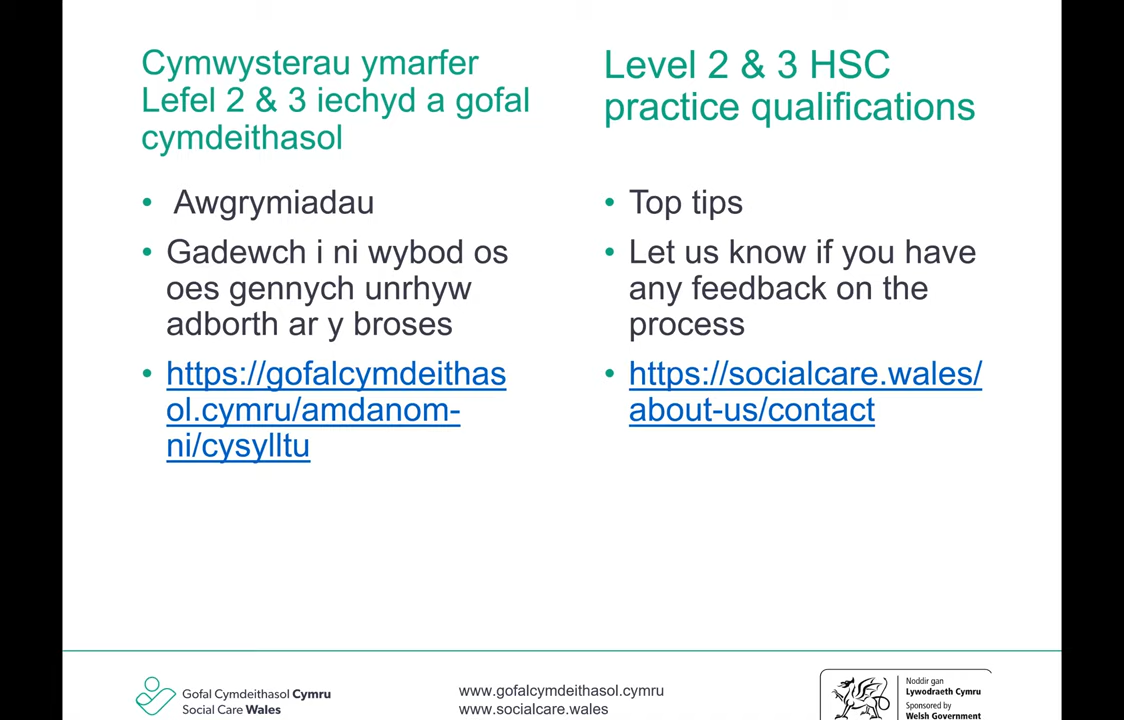 Cymwysterau ymarfer
Lefel 2 & 3 iechyd a gofal
cymdeithasol
• Awgrymiadau
• Gadewch i ni wybod os
oes gennych unrhyw
adborth ar y broses
• https://gofalcymdeithas
ol.cymru/amdanom-
ni/cysylltu
Level 2 & 3 HSC
practice qualifications
• Top tips
• Let us know if you have
any feedback on the
process
• https://socialcare.wales/
about-us/contact
Gofal Cymdeithasol Cymru
Social Care Wales
www.gofalcymdeithasol.cymru
www.socialcare.wales
Noddir gan
Lywodraeth Cymru
Sponsored by
Welsh Government